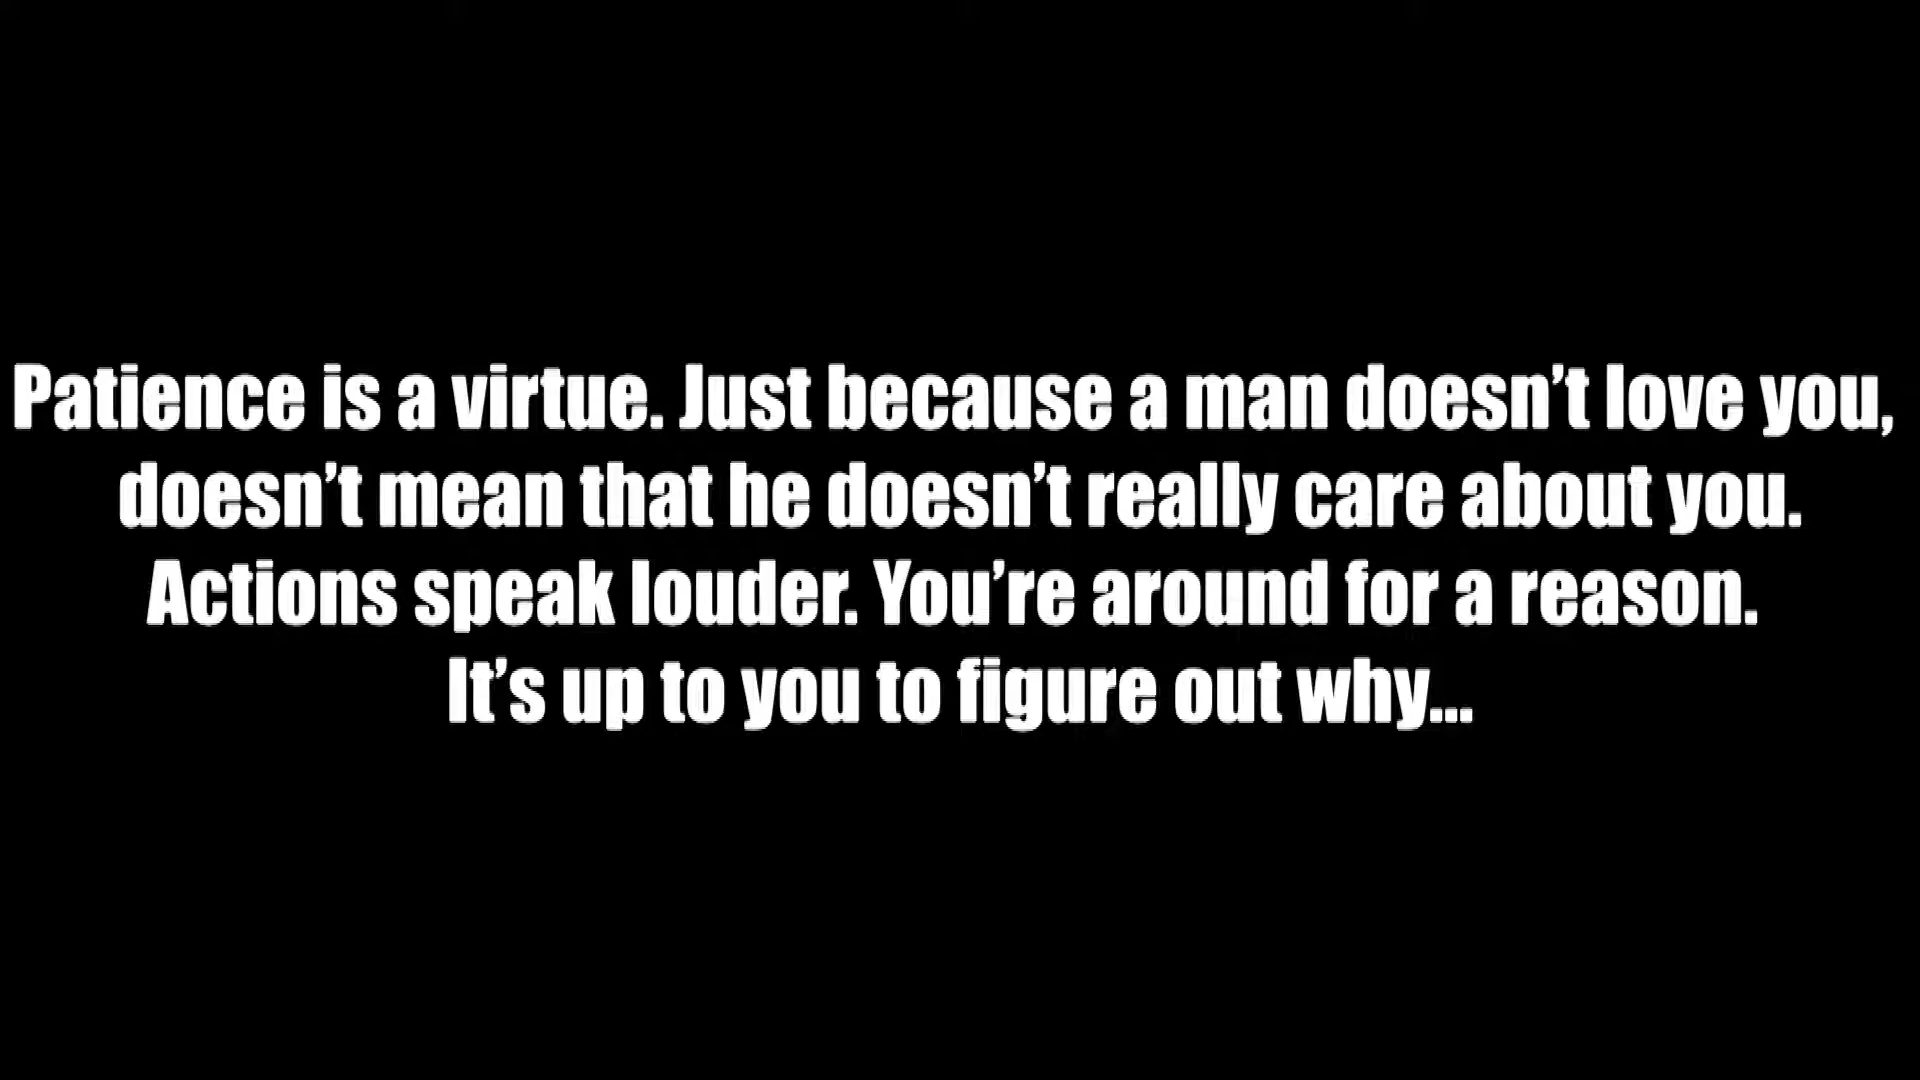 Patience is a virtue. Just because a man doesn’t love you,
doesn’t mean that he doesn’t really care about you.
Actions speak louder. You’re around for a reason.
It’s up to you to figure out why...